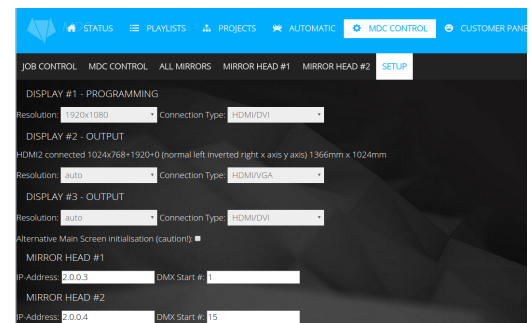 STATUS PLAYLISTS PROJECTS AUTOMATIC MDC CONTROL CUSTOMER PANE
JOB CONTROL MDC CONTROL ALL MIRRORS MIRROR HEAD #1 MIRROR HEAD #2 SETUP
DISPLAY #1 - PROGRAMMING
Resolution: 1920x1080 Connection Type: HDMI/DVI
DISPLAY #2 - OUTPUT
HDMI2 connected 1024x768+1920+0 (normal left inverted right x axis y axis) 1366mm x 1024mm
Resolution: auto Connection Type: HDMI/VGA
DISPLAY #3 - OUTPUT
Resolution: auto Connection Type: HDMI/DVI
Alternative Main Screen initialisation (caution!):
MIRROR HEAD #1
IP-Address: 2.0.0.3 DMX Start #: 1
MIRROR HEAD #2
IP-Address: 2.0.0.4 DMX Start #: 15